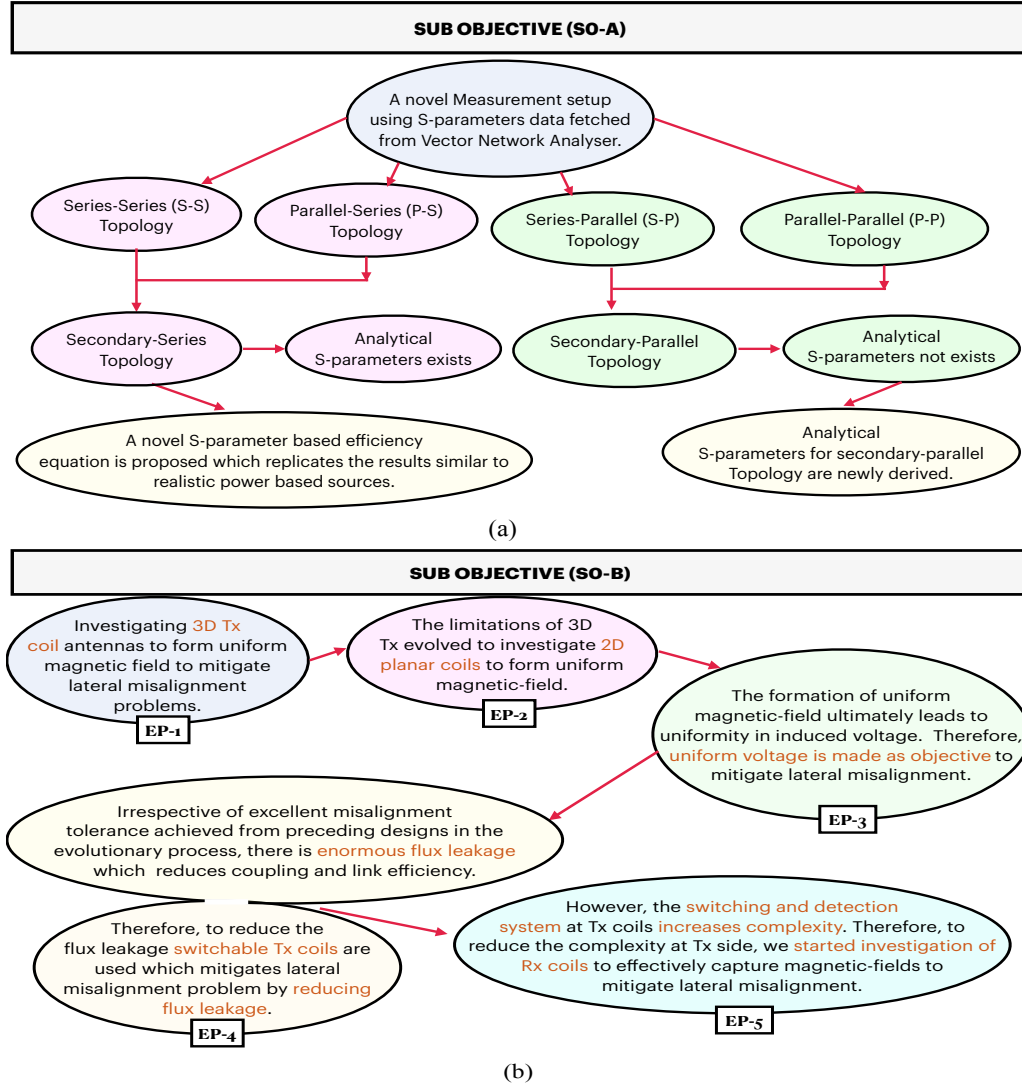 SUB OBJECTIVE (SO-A)
A novel Measurement setup
using S-parameters data fetched
from Vector Network Analyser.
Series-Series (S-S)
Topology
Parallel-Series (P-S)
Topology
Series-Parallel (S-P)
Topology
Parallel-Parallel (P-P)
Topology
Secondary-Series
Topology
Analytical
S-parameters exists
Secondary-Parallel
Topology
Analytical
S-parameters not exists
A novel S-parameter based efficiency
equation is proposed which replicates the results similar to
realistic power based sources.
Analytical
S-parameters for secondary-parallel
Topology are newly derived.
(a)
SUB OBJECTIVE (SO-B)
Investigating 3D Tx
coil antennas to form uniform
magnetic field to mitigate
lateral misalignment
problems.
EP-1
The limitations of 3D
Tx evolved to investigate 2D
planar coils to form uniform
magnetic-field.
EP-2
The formation of uniform
magnetic-field ultimately leads to
uniformity in induced voltage. Therefore,
uniform voltage is made as objective to
mitigate lateral misalignment.
EP-3
Irrespective of excellent misalignment
tolerance achieved from preceding designs in the
evolutionary process, there is enormous flux leakage
which reduces coupling and link efficiency.
Therefore, to reduce the
flux leakage switchable Tx coils are
used which mitigates lateral
misalignment problem by reducing
flux leakage.
EP-4
However, the switching and detection
system at Tx coils increases complexity. Therefore, to
reduce the complexity at Tx side, we started investigation of
Rx coils to effectively capture magnetic-fields to
mitigate lateral misalignment.
EP-5
(b)